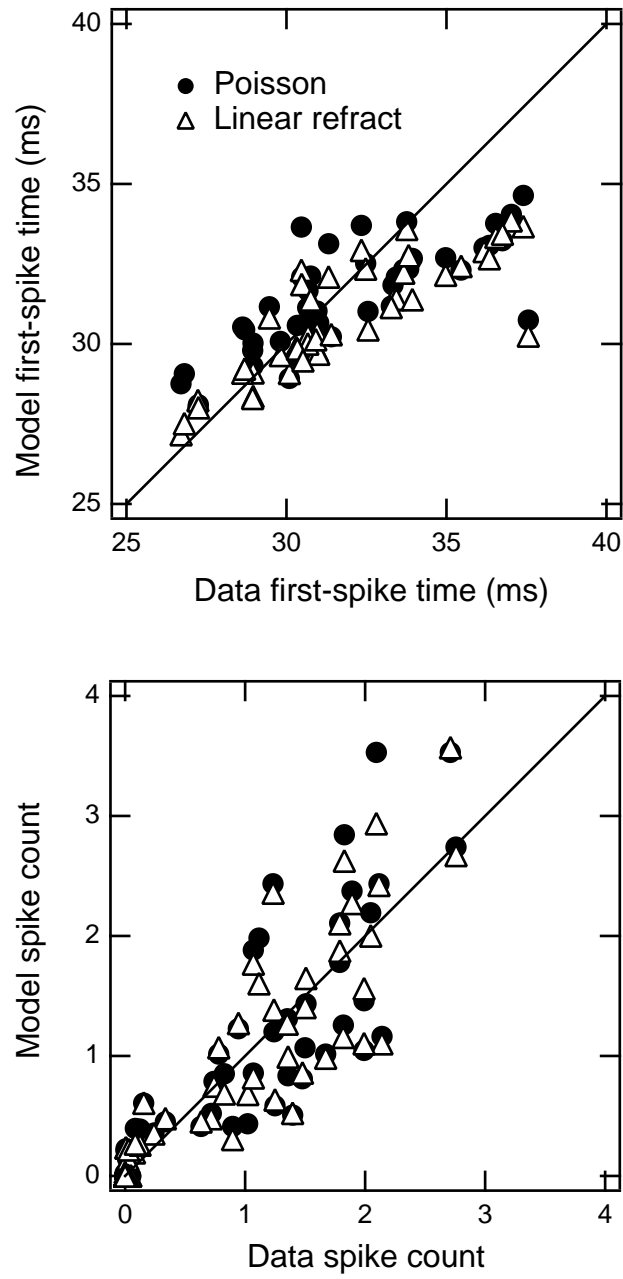 40
35
30
25
Model first-spike time (ms)
Poisson
Linear refract
25 30 35 40
Data first-spike time (ms)
4
3
2
1
0
Model spike count
0 1 2 3 4
Data spike count